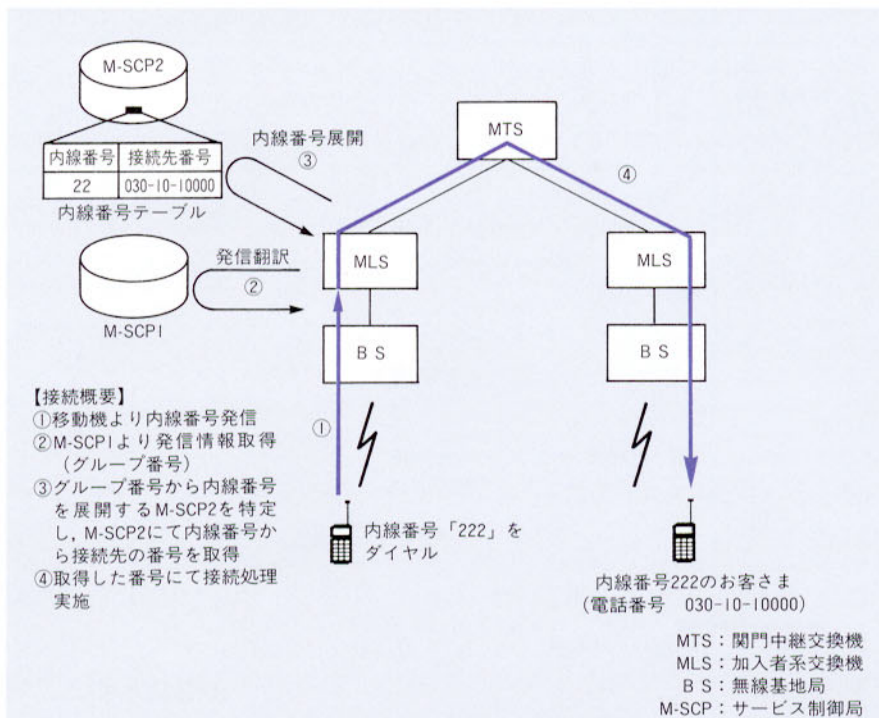 M-SCP2
内線番号 接続先番号
22 030-10-10000
内線番号テーブル
内線番号展開
③
MTS
④
発信翻訳
②
M-SCP1
MLS
MLS
BS
BS
【接続概要】
①移動機より内線番号発信
②M-SCP1より発信情報取得
(グループ番号)
③グループ番号から内線番号
を展開するM-SCP2を特定
し,M-SCP2にて内線番号か
ら接続先の番号を取得
④取得した番号にて接続処理
実施
①
内線番号「222」を
ダイヤル
内線番号222のお客さま
(電話番号 030-10-10000)
MTS:関門中継交換機
MLS:加入者系交換機
BS:無線基地局
M-SCP:サービス制御局